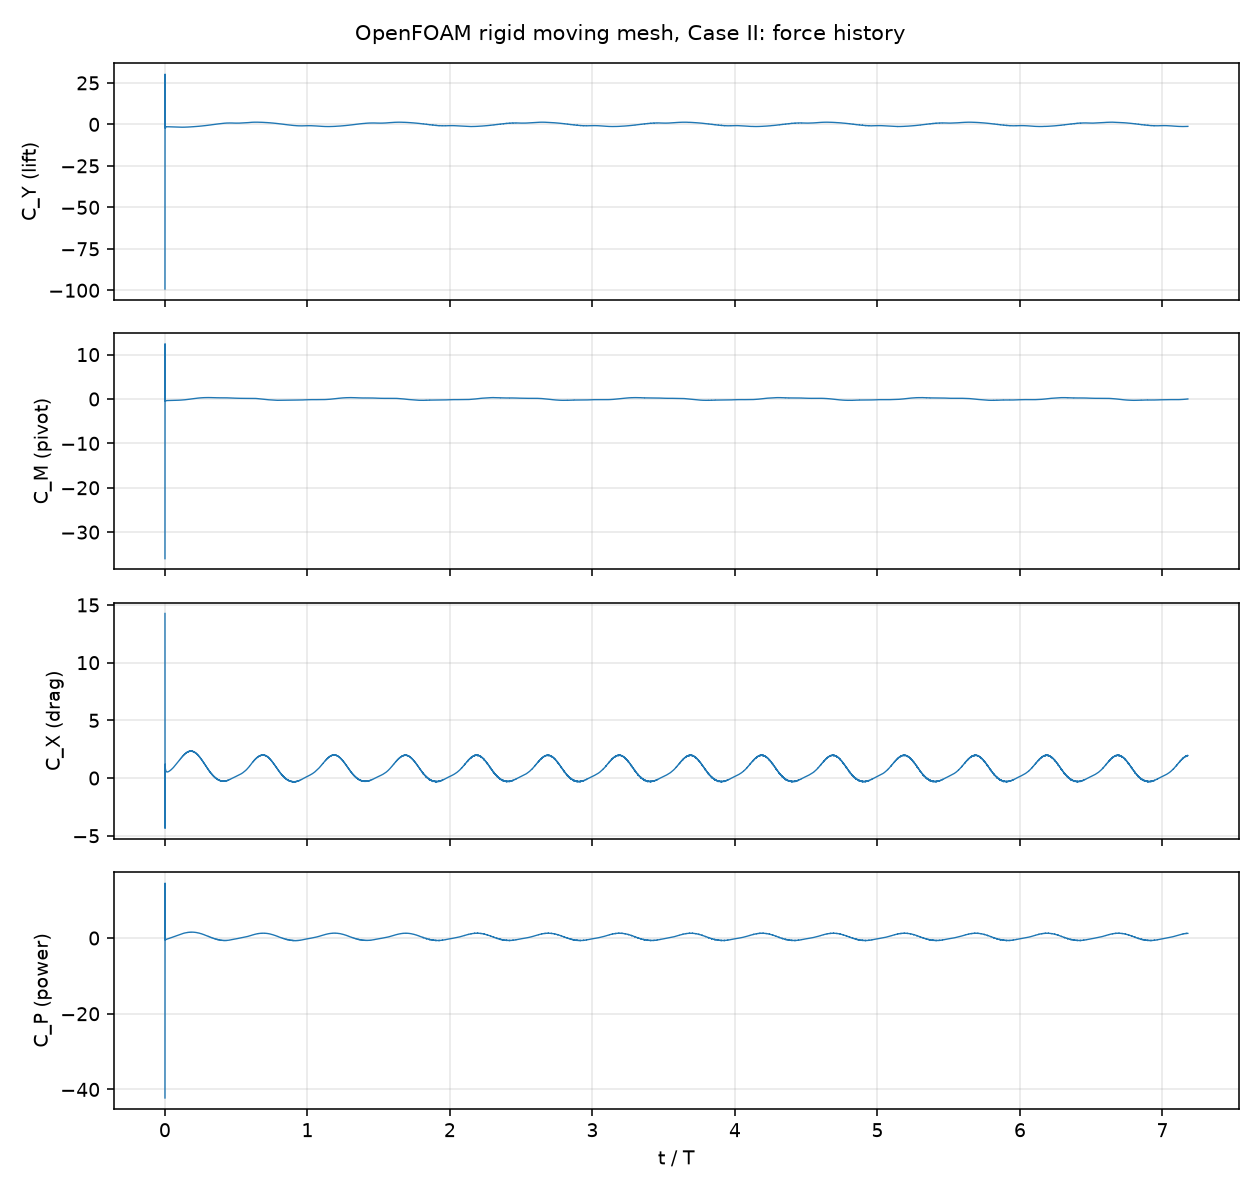 OpenFOAM rigid moving mesh, Case II: force history
25
0
−25
−50
−75
−100
C_Y (lift)
10
0
−10
−20
−30
C_M (pivot)
15
10
5
0
−5
C_X (drag)
0
−20
−40
C_P (power)
0 1 2 3 4 5 6 7
t / T